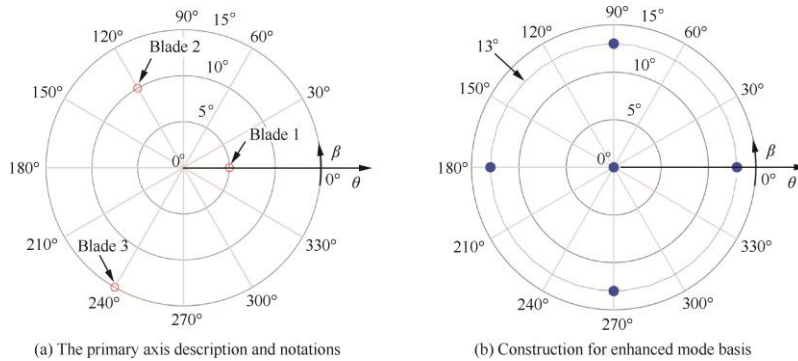 90° 15°
120° 60°
Blade 2
10°
150° 30°
5°
Blade 1
β
180° 0° 0° θ
210° 330°
Blade 3
240° 300°
270°
(a) The primary axis description and notations
90° 15°
120° 60°
13°
10°
150° 30°
5°
β
180° 0° 0° θ
210° 330°
240° 300°
270°
(b) Construction for enhanced mode basis